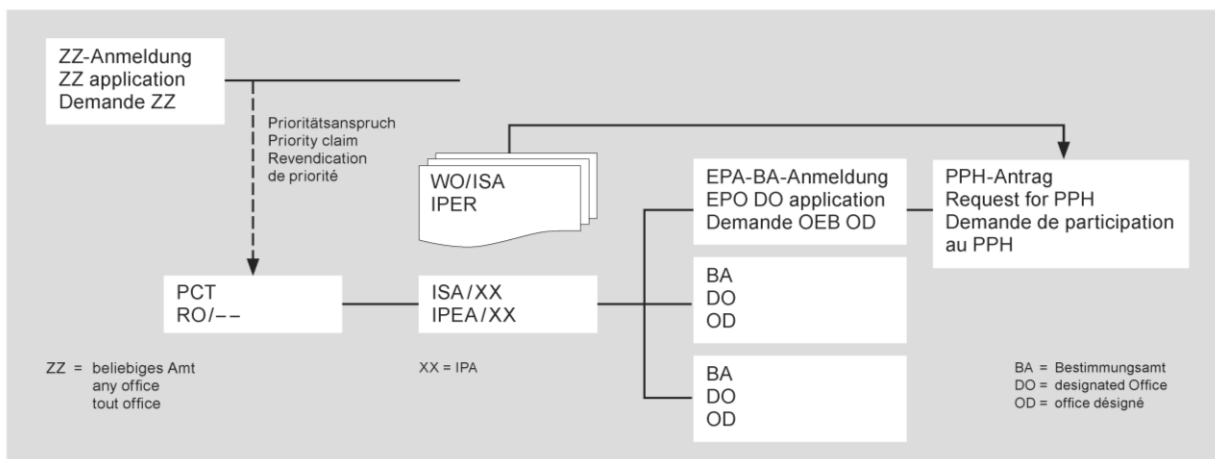 ZZ-Anmeldung
ZZ application
Demande ZZ
Prioritätsanspruch
Priority claim
Revendication
de priorité
WO/ISA
IPER
EPA-BA-Anmeldung
EPO DO application
Demande OEB OD
PPH-Antrag
Request for PPH
Demande de participation
au PPH
PCT
RO/––
ISA/XX
IPEA/XX
BA
DO
OD
BA
DO
OD
ZZ = beliebiges Amt
any office
tout office
XX = IPA
BA = Bestimmungsamt
DO = designated Office
OD = office désigné